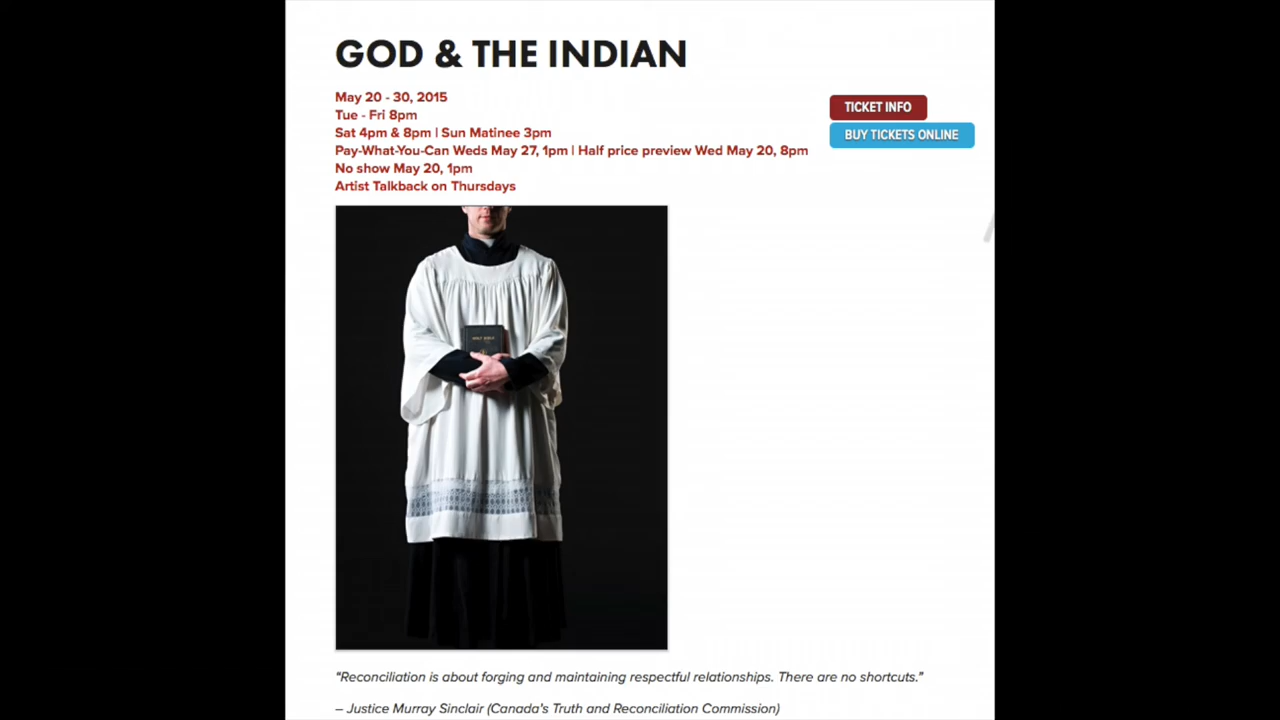 GOD & THE INDIAN
May 20 - 30, 2015
Tue - Fri 8pm
Sat 4pm & 8pm | Sun Matinee 3pm
Pay-What-You-Can Weds May 27, 1pm | Half price preview Wed May 20, 8pm
No show May 20, 1pm
Artist Talkback on Thursdays
TICKET INFO
BUY TICKETS ONLINE
HOLY BIBLE
“Reconciliation is about forging and maintaining respectful relationships. There are no shortcuts.”
– Justice Murray Sinclair (Canada's Truth and Reconciliation Commission)